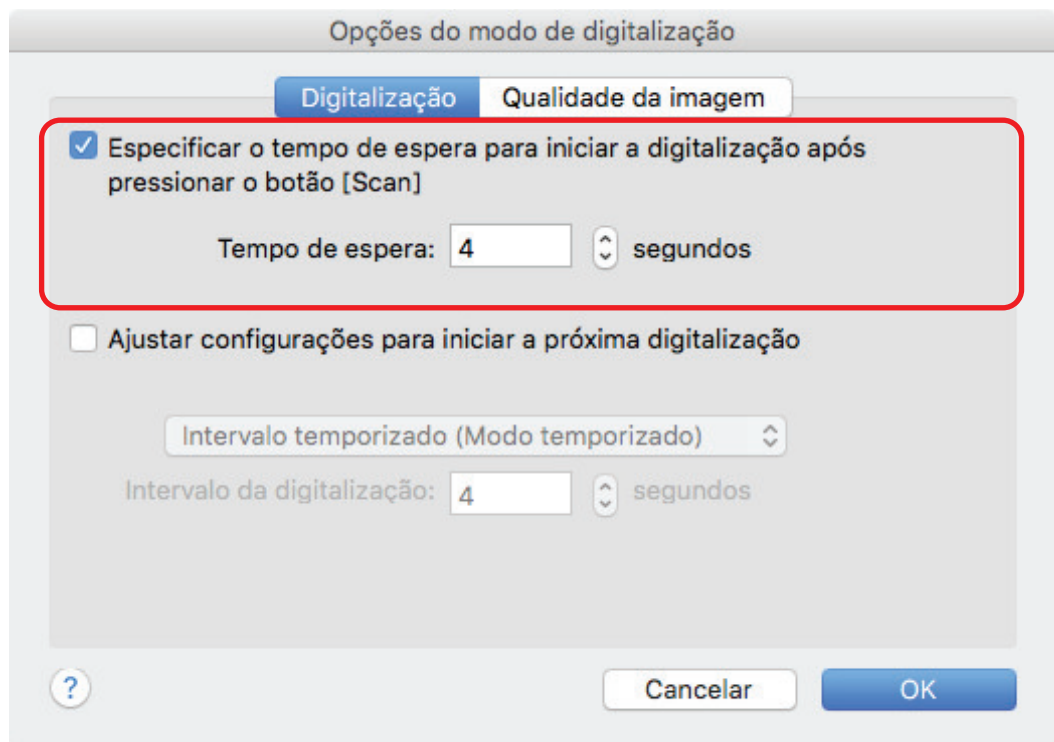 Opções do modo de digitalização
Digitalização Qualidade da imagem
Especificar o tempo de espera para iniciar a digitalização após
pressionar o botão [Scan]
Tempo de espera: 4 segundos
Ajustar configurações para iniciar a próxima digitalização
Intervalo temporizado (Modo temporizado)
Intervalo da digitalização: 4 segundos
? Cancelar OK